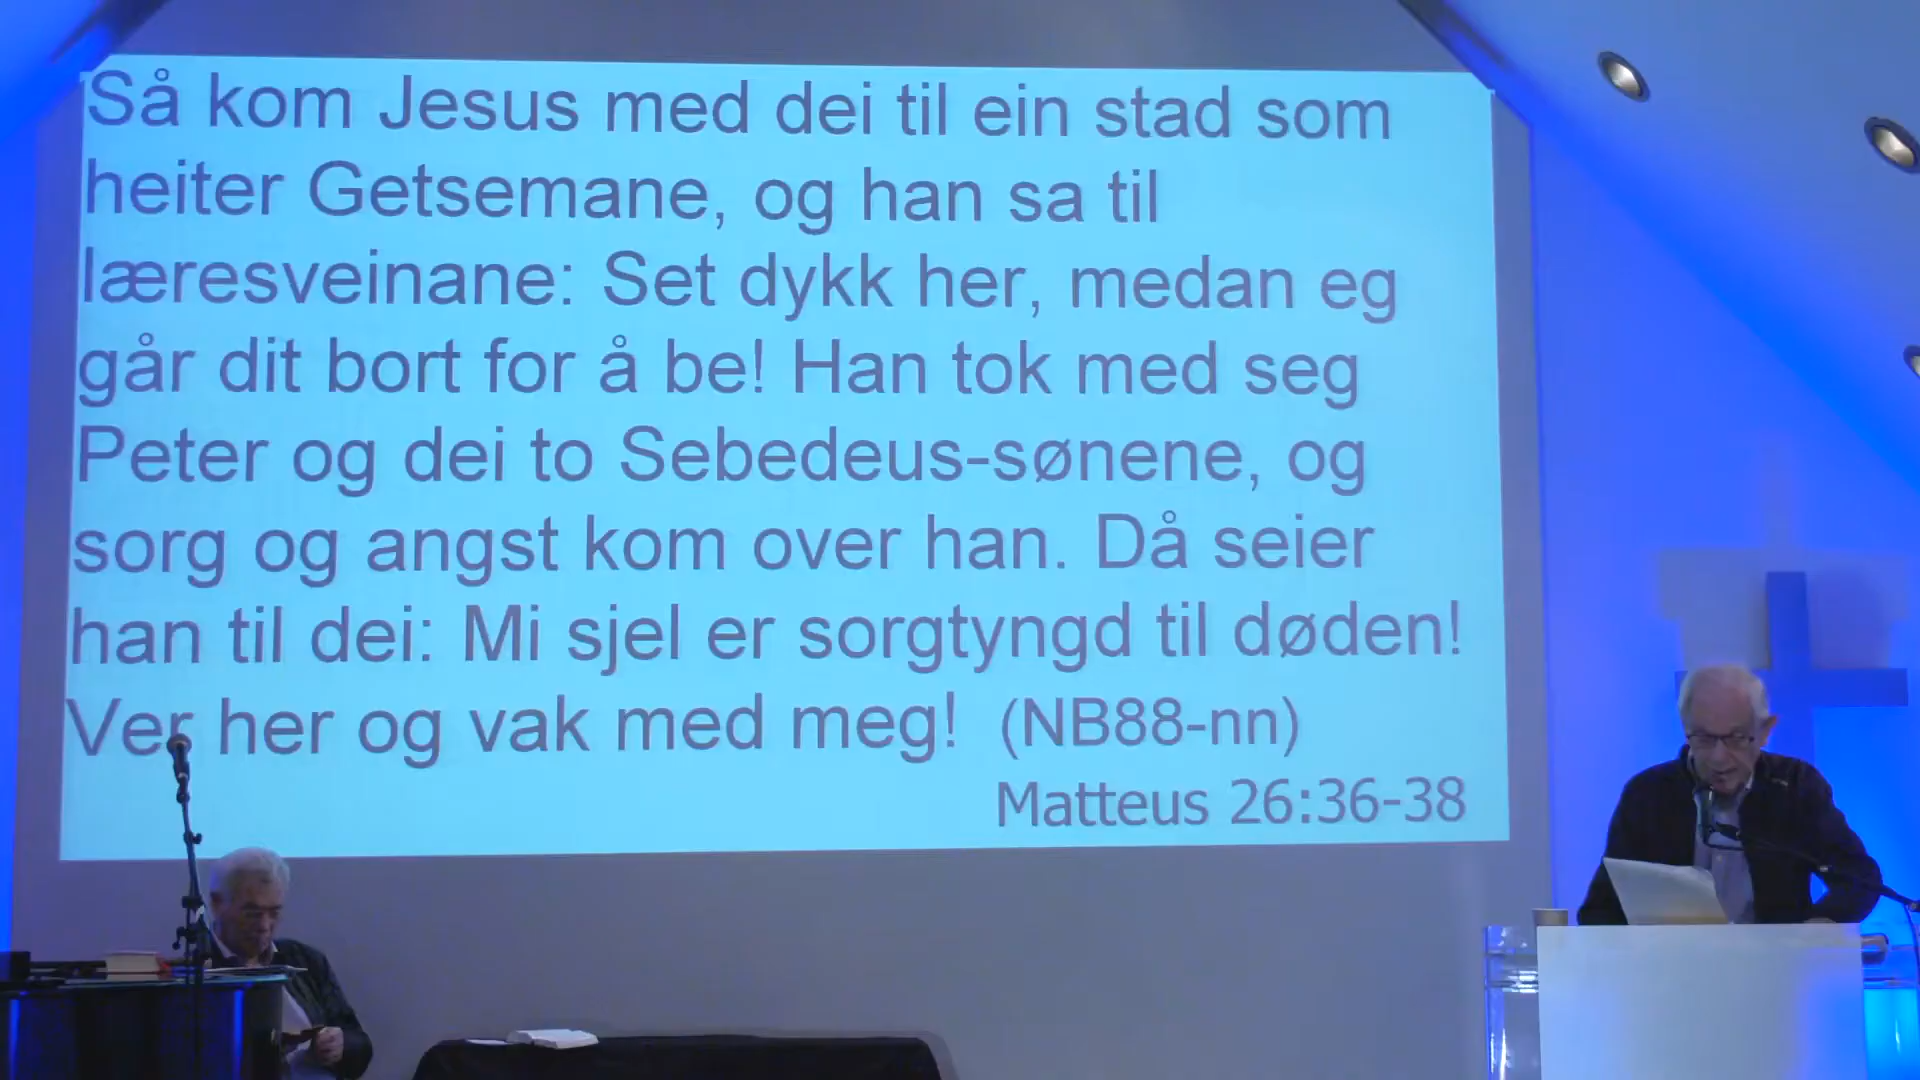 Så kom Jesus med dei til ein stad som
heiter Getsemane, og han sa til
læresveinane: Set dykk her, medan eg
går dit bort for å be! Han tok med seg
Peter og dei to Sebedeus-sønene, og
sorg og angst kom over han. Då seier
han til dei: Mi sjel er sorgtyngd til døden!
Ver her og vak med meg! (NB88-nn)
Matteus 26:36-38